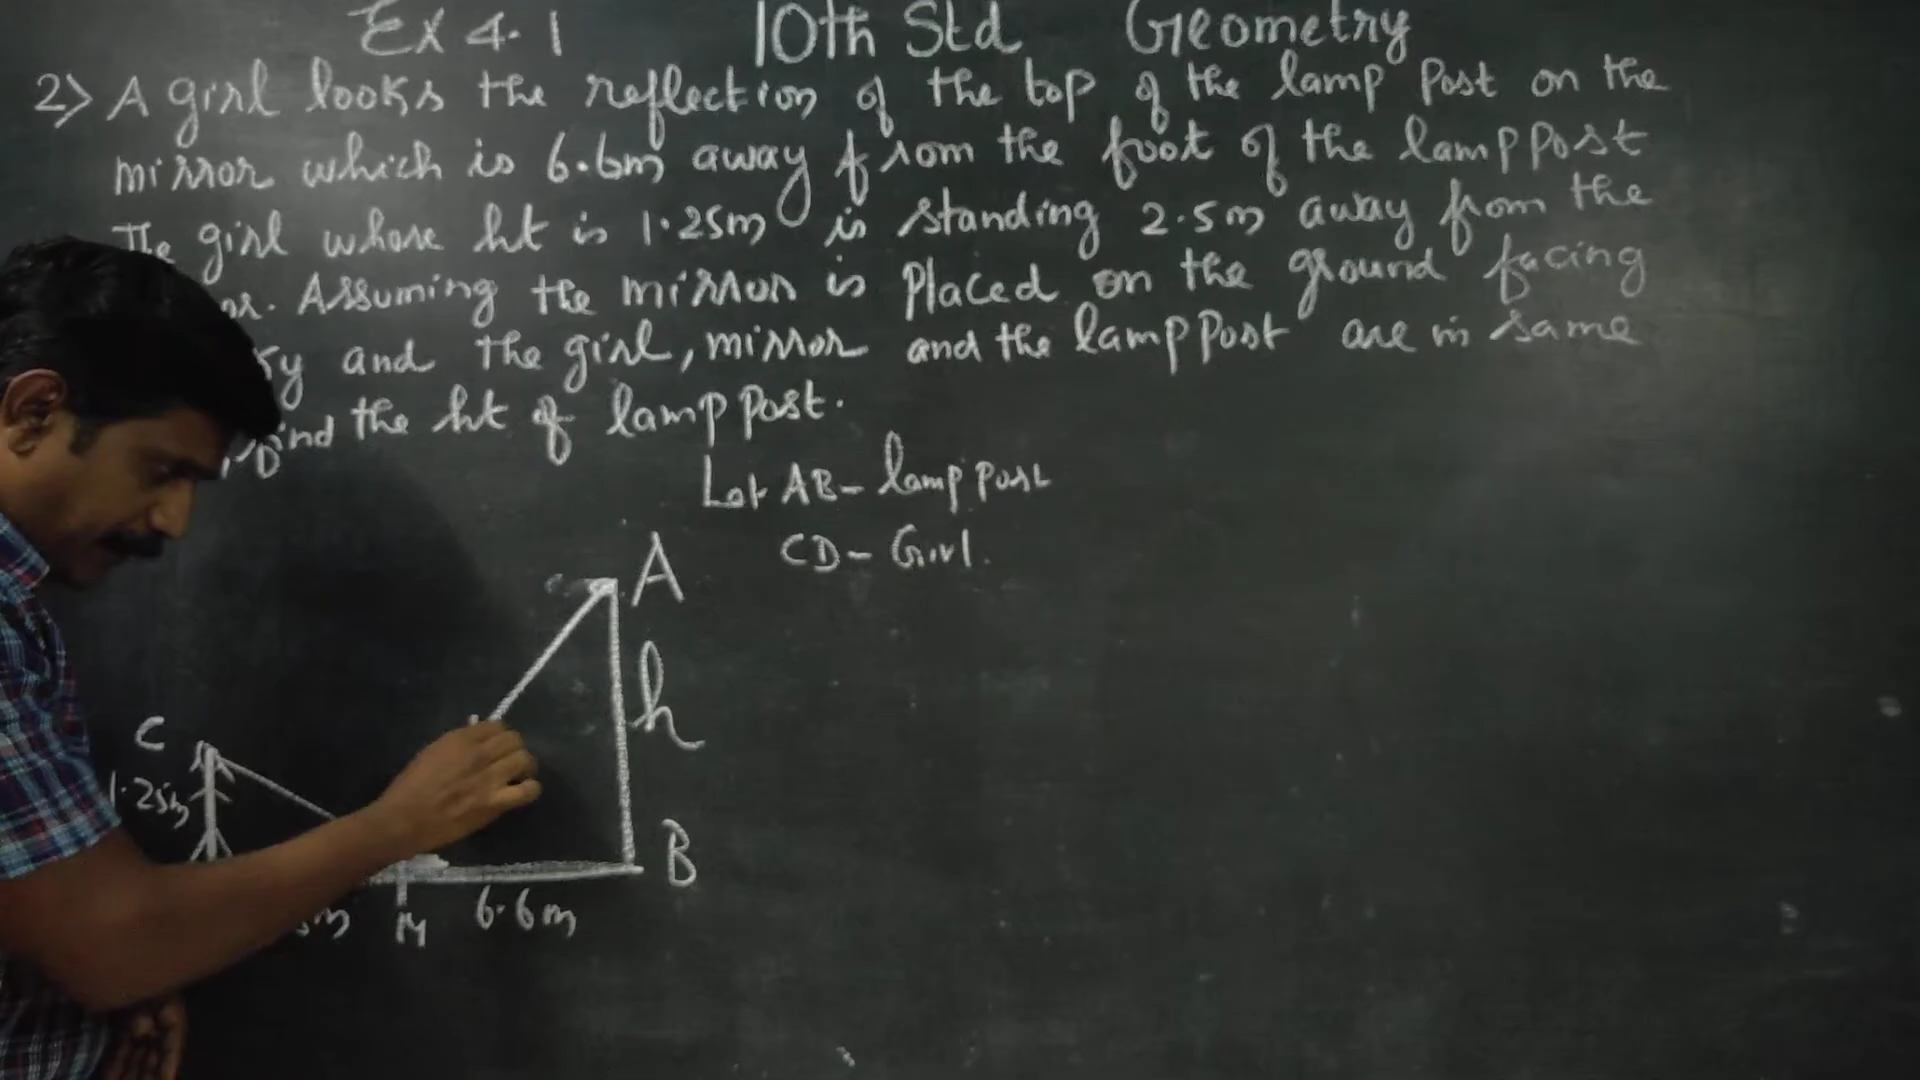 Ex 4.1 10th Std Geometry
2) A girl looks the reflection of the top of the lamp post on the
mirror which is 6.6m away from the foot of the lamp post
The girl whose ht is 1.25m is standing 2.5m away from the
or. Assuming the mirror is placed on the ground facing
y and the girl, mirror and the lamp post are in same
find the ht of lamp post.
Let AB - lamp post
CD - Girl.
A
h
C
1.25m
B
m M 6.6m